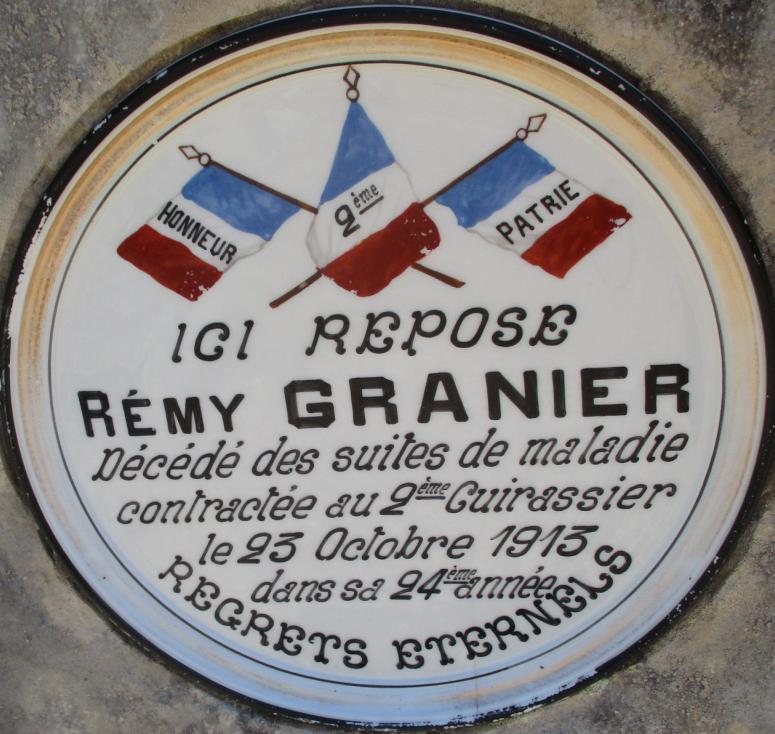 HONNEUR
2ème
PATRIE
ICI REPOSE
RÉMY GRANIER
Décédé des suites de maladie
contractée au 2ème Cuirassier
le 23 Octobre 1913
dans sa 24ème année
REGRETS ETERNELS